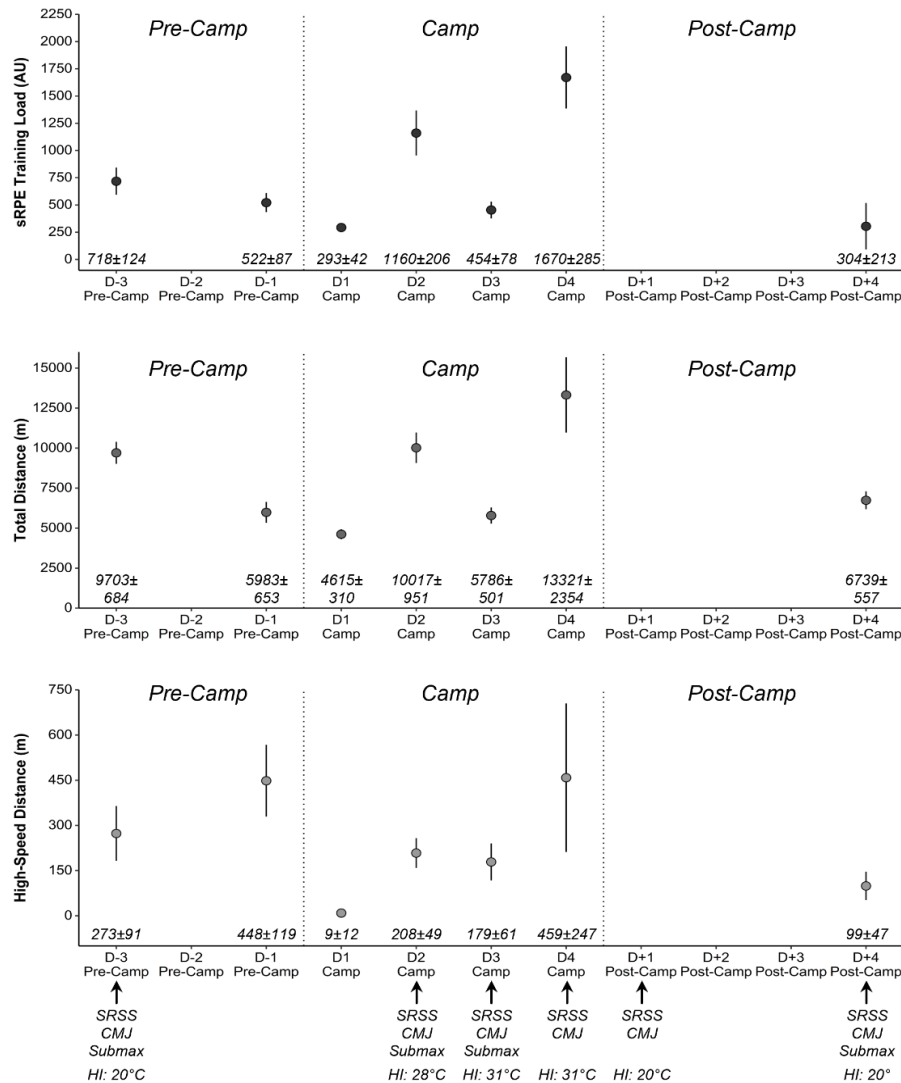 Pre-Camp Camp Post-Camp
sRPE Training Load (AU)
2250
2000
1750
1500
1250
1000
750
500
250
0
718±124 522±87 293±42 1160±206 454±78 1670±285 304±213
D-3 D-2 D-1 D1 D2 D3 D4 D+1 D+2 D+3 D+4
Pre-Camp Pre-Camp Pre-Camp Camp Camp Camp Camp Post-Camp Post-Camp Post-Camp Post-Camp
Pre-Camp Camp Post-Camp
Total Distance (m)
15000
12500
10000
7500
5000
2500
0
9703± 5983± 4615± 10017± 5786± 13321± 6739±
684 653 310 951 501 2354 557
D-3 D-2 D-1 D1 D2 D3 D4 D+1 D+2 D+3 D+4
Pre-Camp Pre-Camp Pre-Camp Camp Camp Camp Camp Post-Camp Post-Camp Post-Camp Post-Camp
Pre-Camp Camp Post-Camp
High-Speed Distance (m)
750
600
450
300
150
0
273±91 448±119 9±12 208±49 179±61 459±247 99±47
D-3 D-2 D-1 D1 D2 D3 D4 D+1 D+2 D+3 D+4
Pre-Camp Pre-Camp Pre-Camp Camp Camp Camp Camp Post-Camp Post-Camp Post-Camp Post-Camp
SRSS SRSS SRSS SRSS SRSS SRSS
CMJ CMJ CMJ CMJ CMJ CMJ
Submax Submax Submax Submax
HI: 20°C HI: 28°C HI: 31°C HI: 31°C HI: 20°C HI: 20°